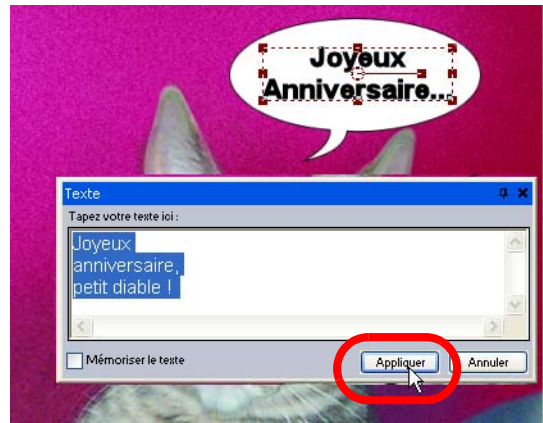 Joyeux
Anniversaire...
Texte
Tapez votre texte ici :
Joyeux
anniversaire,
petit diable !
Mémoriser le texte
Appliquer
Annuler